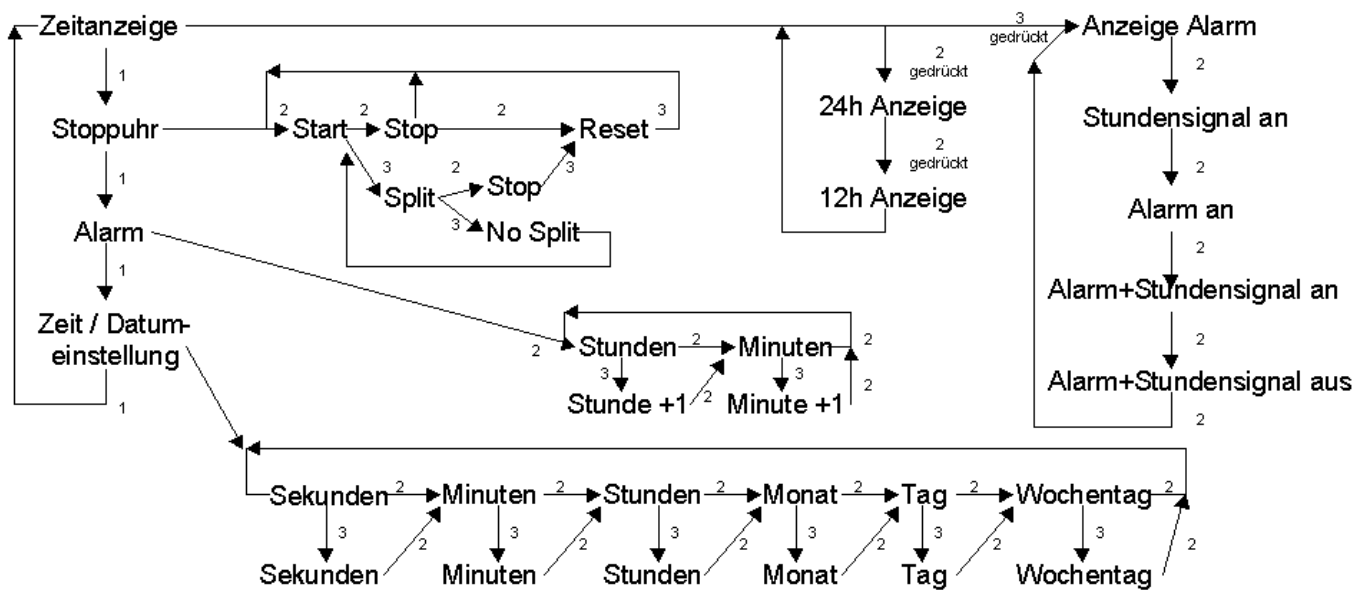 Zeitanzeige
3
gedrückt
Anzeige Alarm
1
2
gedrückt
2
24h Anzeige
Stundensignal an
Stoppuhr
2
Start
2
Stop
2
Reset
3
2
gedrückt
2
1
3
Split
2
Stop
3
12h Anzeige
Alarm an
Alarm
3
No Split
2
1
Alarm+Stundensignal an
Zeit / Datum-
einstellung
2
Stunden
2
Minuten
2
2
3
3
Alarm+Stundensignal aus
1
Stunde +1
2
Minute +1
2
2
Sekunden
2
Minuten
2
Stunden
2
Monat
2
Tag
2
Wochentag
2
3
2
3
2
3
2
3
2
3
2
3
2
Sekunden
Minuten
Stunden
Monat
Tag
Wochentag